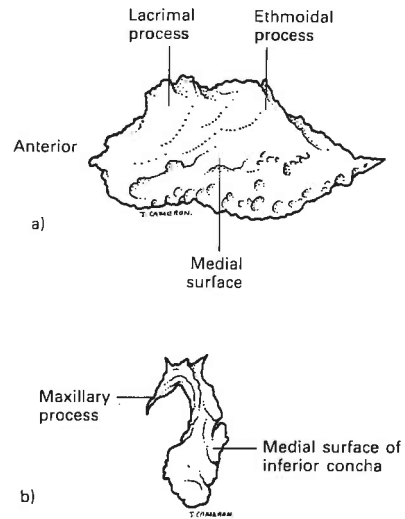 Lacrimal
process
Ethmoidal
process
Anterior
T. CAMERON.
a)
Medial
surface
Maxillary
process
Medial surface of
inferior concha
b)
T. CAMERON.